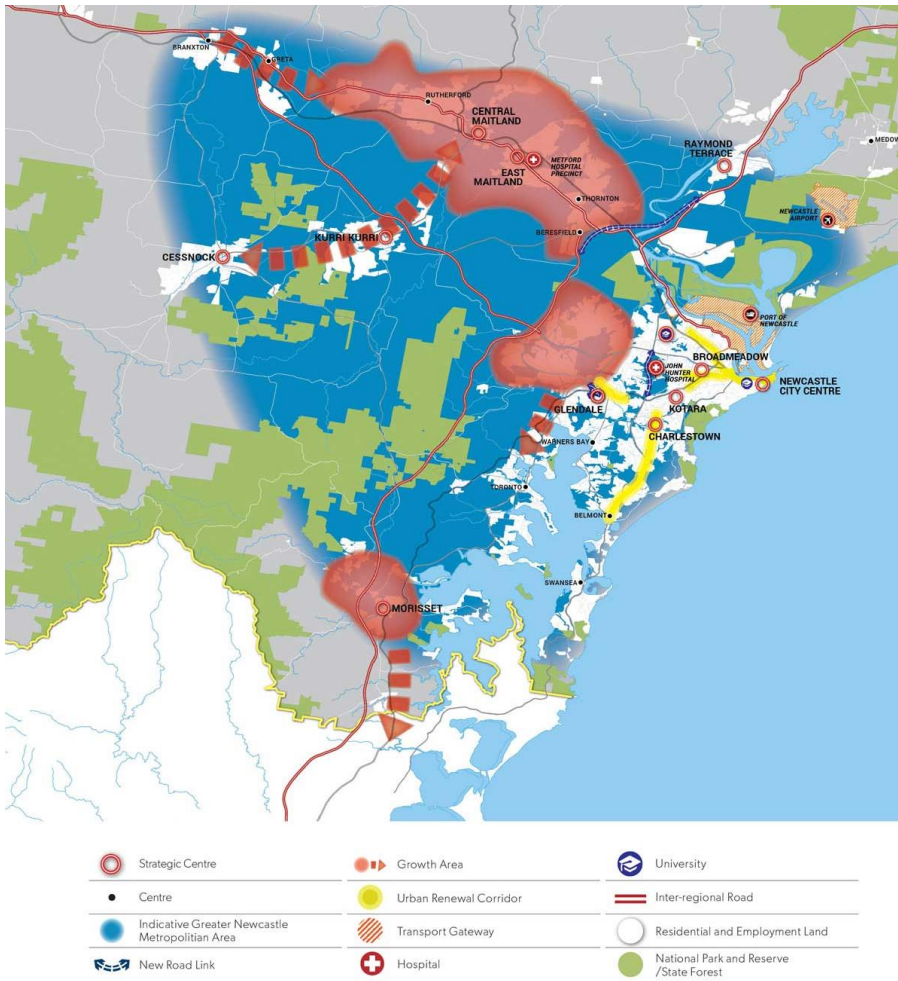 BRANXTON
GRETA
RUTHERFORD
CENTRAL
MAITLAND
METFORD
HOSPITAL
PRECINCT
EAST
MAITLAND
RAYMOND
TERRACE
THORNTON
NEWCASTLE
AIRPORT
BERESFIELD
KURRI KURRI
CESSNOCK
PORT OF
NEWCASTLE
BROADMEADOW
JOHN
HUNTER
HOSPITAL
NEWCASTLE
CITY CENTRE
GLENDALE
KOTARA
CHARLESTOWN
WARNERS BAY
TORONTO
BELMONT
SWANSEA
MORISSET
Strategic Centre
Growth Area
University
Centre
Urban Renewal Corridor
Inter-regional Road
Indicative Greater Newcastle
Metropolitian Area
Transport Gateway
Residential and Employment Land
New Road Link
Hospital
National Park and Reserve
/State Forest